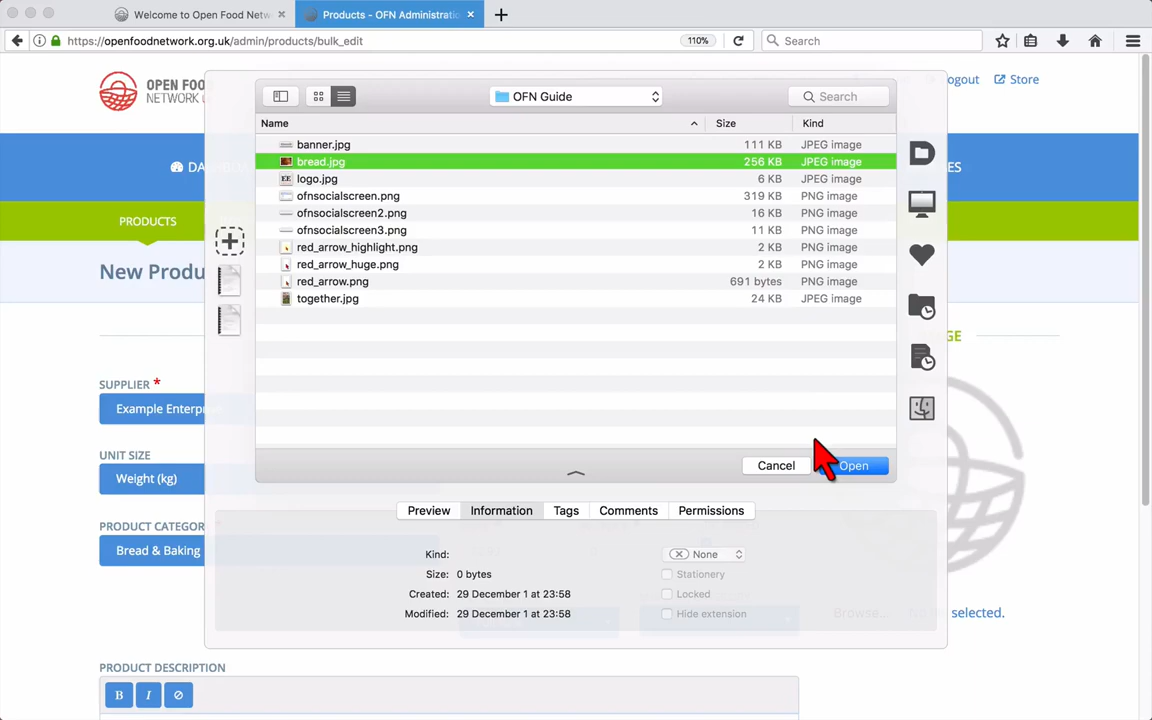 Welcome to Open Food Netw
Products - OFN Administratio
https://openfoodnetwork.org.uk/admin/products/bulk_edit
110%
Search
OPEN FOO
NETWORK
ogout
Store
OFN Guide
Search
Name
Size
Kind
banner.jpg 111 KB JPEG image
bread.jpg 256 KB JPEG image
logo.jpg 6 KB JPEG image
ofnsocialscreen.png 319 KB PNG image
ofnsocialscreen2.png 16 KB PNG image
ofnsocialscreen3.png 11 KB PNG image
red_arrow_highlight.png 2 KB PNG image
red_arrow_huge.png 2 KB PNG image
red_arrow.png 691 bytes PNG image
together.jpg 24 KB JPEG image
DASHBOA
ES
PRODUCTS
New Produ
GE
SUPPLIER *
Example Enterpr
UNIT SIZE
Weight (kg)
PRODUCT CATEGOR
Bread & Baking
Cancel
Open
Preview
Information
Tags
Comments
Permissions
Kind:
None
Size: 0 bytes
Stationery
Created: 29 December 1 at 23:58
Locked
Modified: 29 December 1 at 23:58
Hide extension
Browse...
selected.
PRODUCT DESCRIPTION
B I